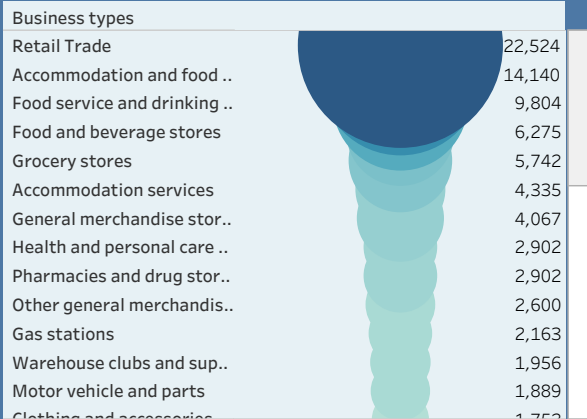 Business types
Retail Trade 22,524
Accommodation and food .. 14,140
Food service and drinking .. 9,804
Food and beverage stores 6,275
Grocery stores 5,742
Accommodation services 4,335
General merchandise stor.. 4,067
Health and personal care .. 2,902
Pharmacies and drug stor.. 2,902
Other general merchandis.. 2,600
Gas stations 2,163
Warehouse clubs and sup.. 1,956
Motor vehicle and parts 1,889
Clothing and accessories